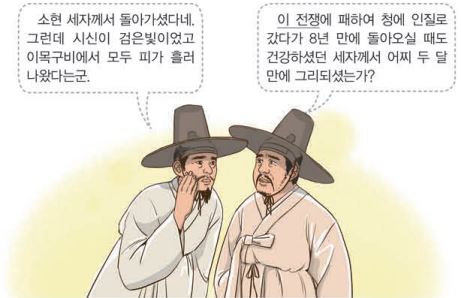 소현 세자께서 돌아가셨다네.
그런데 시신이 검은빛이었고
이목구비에서 모두 피가 흘러
나왔다는군.
이 전쟁에 패하여 청에 인질로
갔다가 8년 만에 돌아오실 때도
건강하셨던 세자께서 어찌 두 달
만에 그리되셨는가?